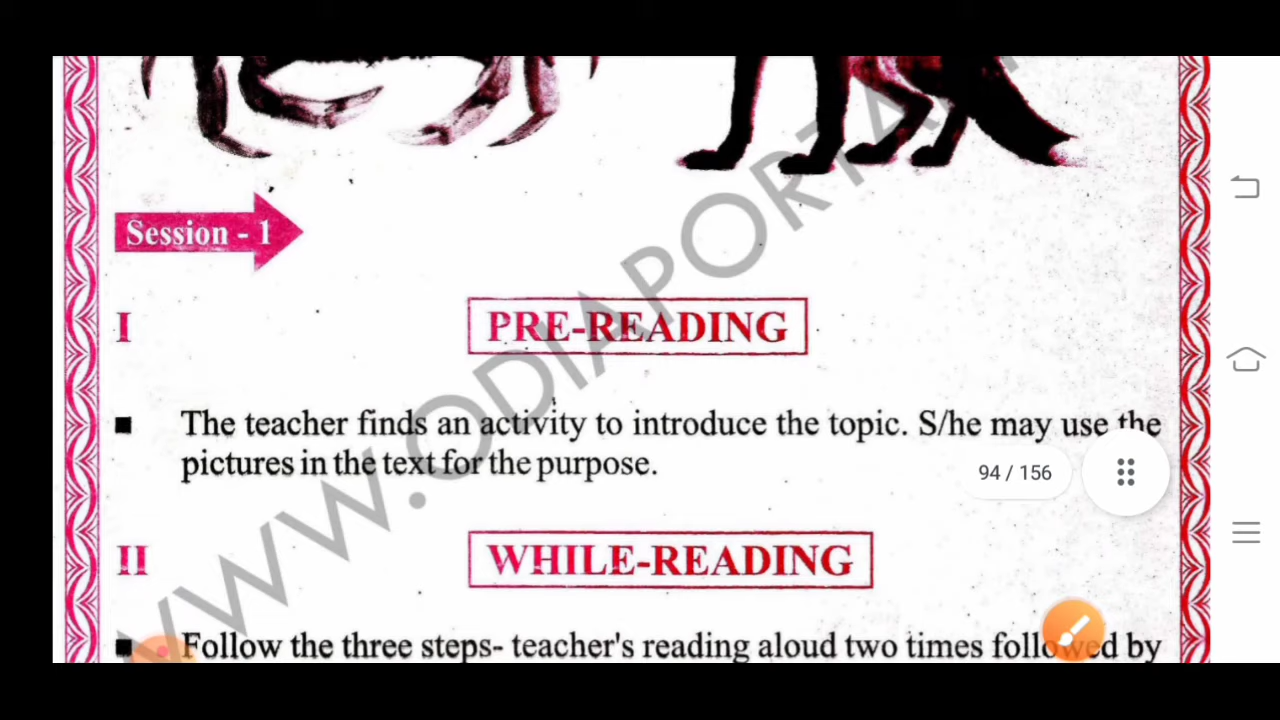 Session - 1
I
PRE-READING
■ The teacher finds an activity to introduce the topic. S/he may use the
pictures in the text for the purpose.
94 / 156
II
WHILE-READING
■ Follow the three steps- teacher's reading aloud two times followed by
WWW.ODIAPORTA